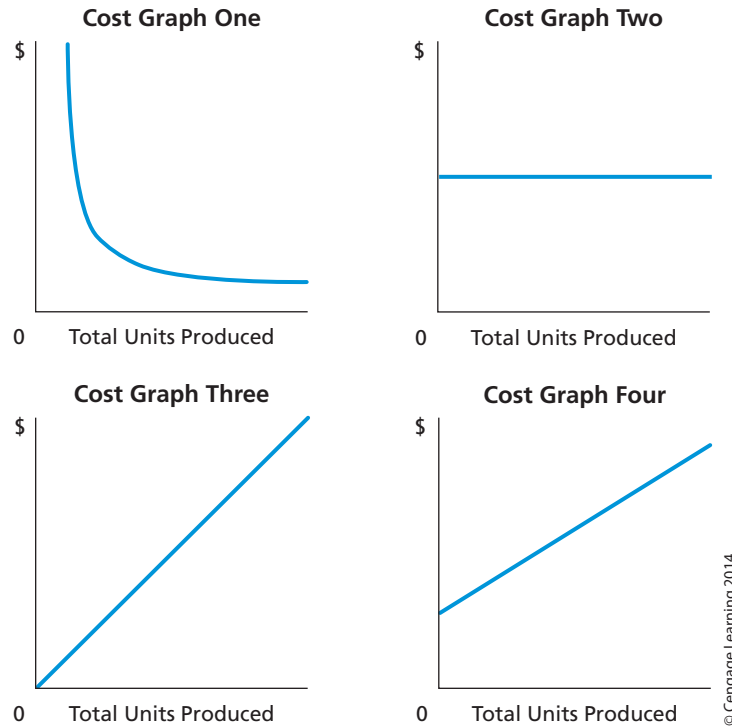 Cost Graph One
$
0 Total Units Produced
Cost Graph Two
$
0 Total Units Produced
Cost Graph Three
$
0 Total Units Produced
Cost Graph Four
$
0 Total Units Produced
© Cengage Learning 2014